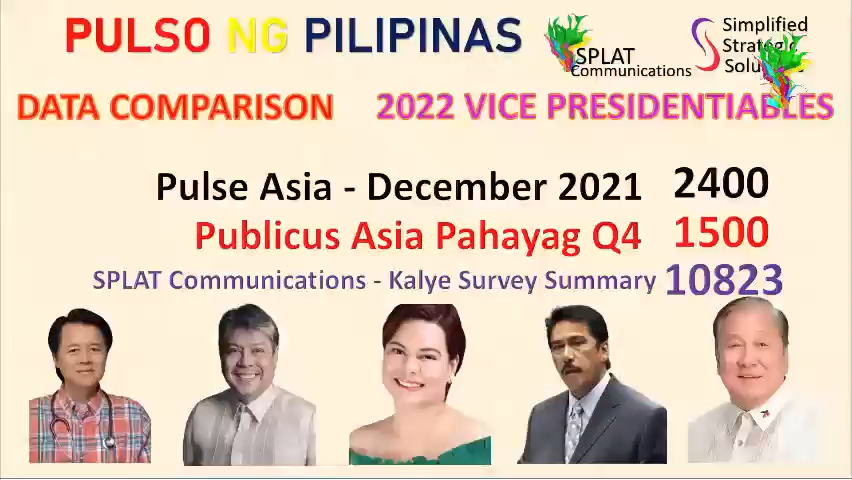 PULSO NG PILIPINAS
SPLAT
Communications
Simplified
Strategic
DATA COMPARISON
2022 VICE PRESIDENTIABLES
Pulse Asia - December 2021 2400
Publicus Asia Pahayag Q4 1500
SPLAT Communications - Kalye Survey Summary 10823